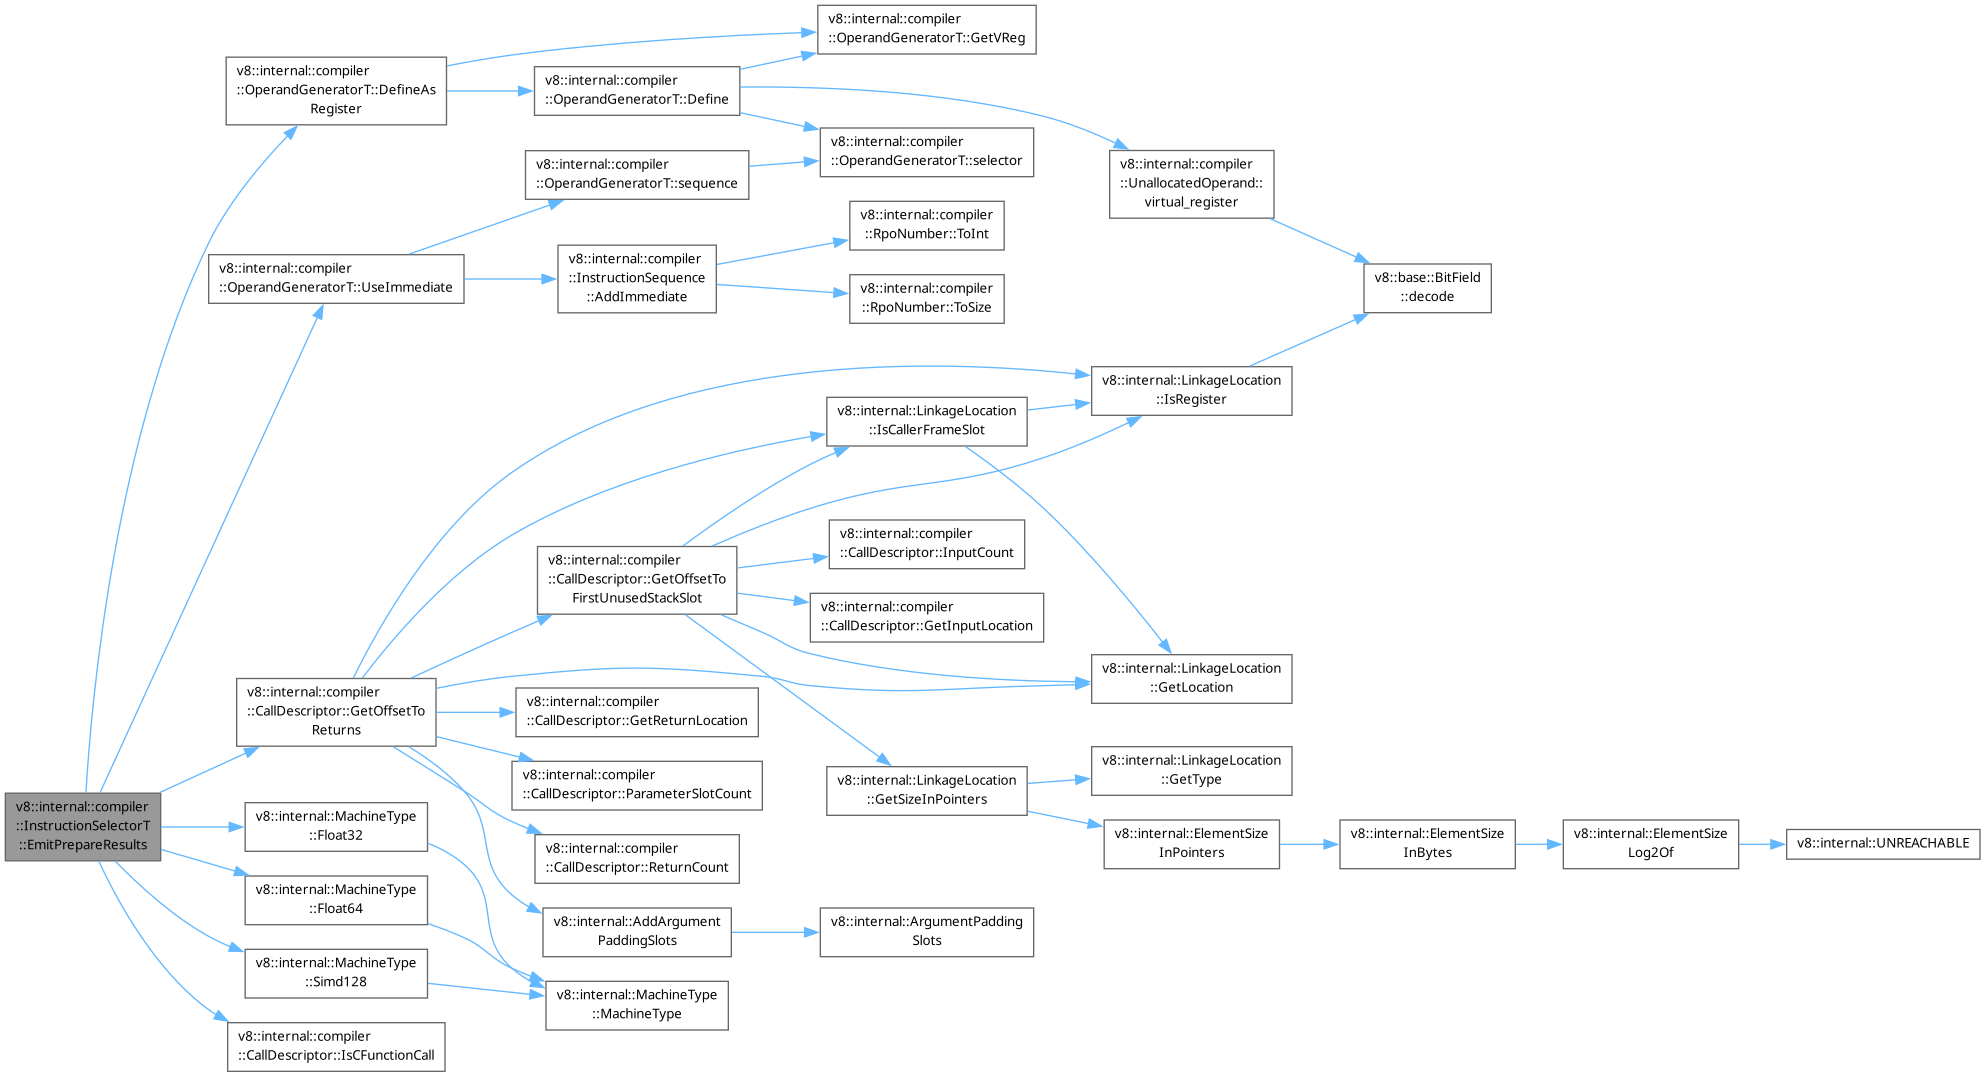 v8::internal::compiler
::InstructionSelectorT
::EmitPrepareResults
v8::internal::compiler
::OperandGeneratorT::DefineAs
Register
v8::internal::compiler
::OperandGeneratorT::UseImmediate
v8::internal::compiler
::CallDescriptor::GetOffsetTo
Returns
v8::internal::MachineType
::Float32
v8::internal::MachineType
::Float64
v8::internal::MachineType
::Simd128
v8::internal::compiler
::CallDescriptor::IsCFunctionCall
v8::internal::compiler
::OperandGeneratorT::Define
v8::internal::compiler
::OperandGeneratorT::sequence
v8::internal::compiler
::InstructionSequence
::AddImmediate
v8::internal::compiler
::CallDescriptor::GetOffsetTo
FirstUnusedStackSlot
v8::internal::compiler
::CallDescriptor::GetReturnLocation
v8::internal::compiler
::CallDescriptor::ParameterSlotCount
v8::internal::compiler
::CallDescriptor::ReturnCount
v8::internal::AddArgument
PaddingSlots
v8::internal::MachineType
::MachineType
v8::internal::compiler
::OperandGeneratorT::GetVReg
v8::internal::compiler
::OperandGeneratorT::selector
v8::internal::compiler
::RpoNumber::ToInt
v8::internal::compiler
::RpoNumber::ToSize
v8::internal::LinkageLocation
::IsCallerFrameSlot
v8::internal::compiler
::CallDescriptor::InputCount
v8::internal::compiler
::CallDescriptor::GetInputLocation
v8::internal::LinkageLocation
::GetSizeInPointers
v8::internal::ArgumentPadding
Slots
v8::internal::compiler
::UnallocatedOperand::
virtual_register
v8::internal::LinkageLocation
::IsRegister
v8::internal::LinkageLocation
::GetLocation
v8::internal::LinkageLocation
::GetType
v8::internal::ElementSize
InPointers
v8::base::BitField
::decode
v8::internal::ElementSize
InBytes
v8::internal::ElementSize
Log2Of
v8::internal::UNREACHABLE